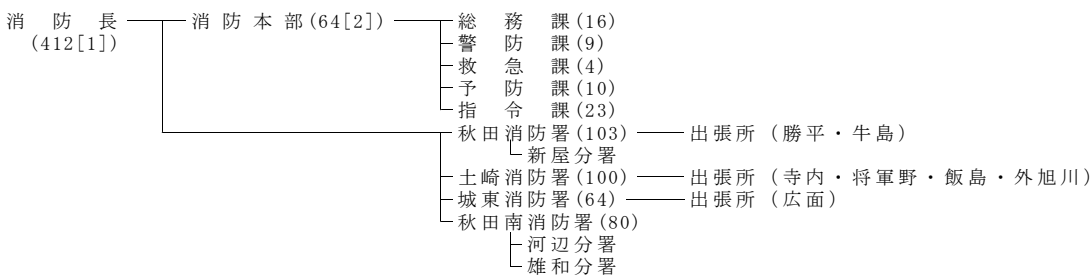 消防長 消防本部(64[2]) 総務課(16)
(412[1]) 警防課(9)
救急課(4)
予防課(10)
指令課(23)
秋田消防署(103) 出張所（勝平・牛島）
新屋分署
土崎消防署(100) 出張所（寺内・将軍野・飯島・外旭川）
城東消防署(64) 出張所（広面）
秋田南消防署(80)
河辺分署
雄和分署